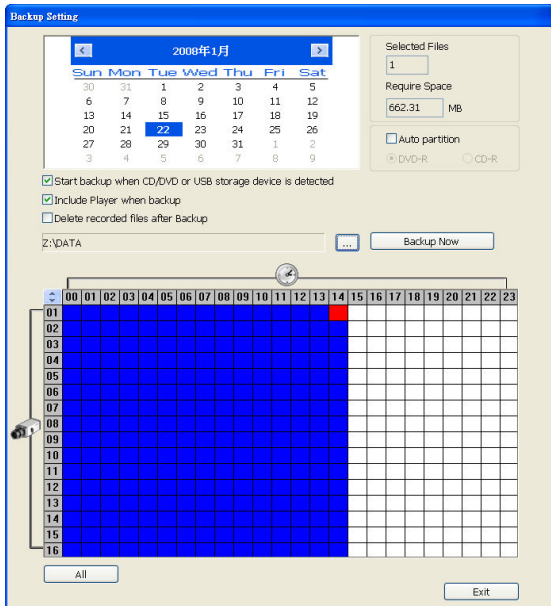 Backup Setting
2008年1月
Sun Mon Tue Wed Thu Fri Sat
30 31 1 2 3 4 5
6 7 8 9 10 11 12
13 14 15 16 17 18 19
20 21 22 23 24 25 26
27 28 29 30 31 1 2
3 4 5 6 7 8 9
Selected Files
1
Require Space
662.31 MB
Auto partition
DVD-R CD-R
Start backup when CD/DVD or USB storage device is detected
Include Player when backup
Delete recorded files after Backup
Z:\DATA
...
Backup Now
00 01 02 03 04 05 06 07 08 09 10 11 12 13 14 15 16 17 18 19 20 21 22 23
01
02
03
04
05
06
07
08
09
10
11
12
13
14
15
16
All
Exit